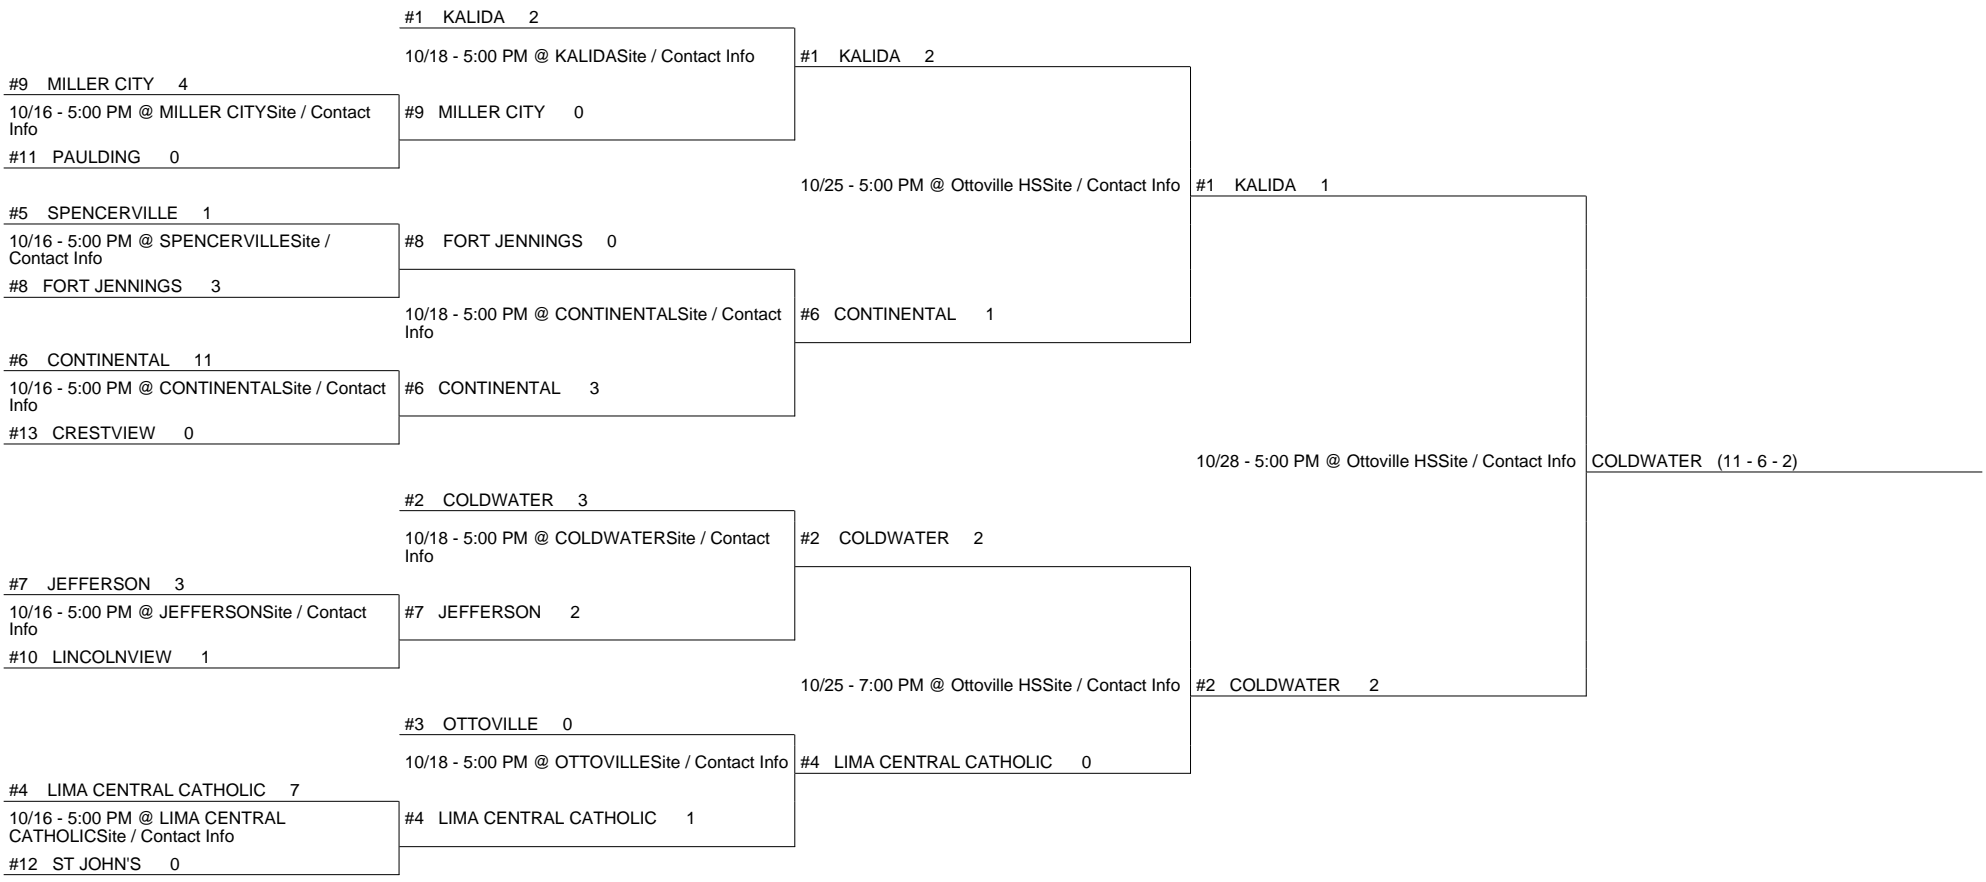 #1 KALIDA 2
10/18 - 5:00 PM @ KALIDASite / Contact Info
#1 KALIDA 2
#9 MILLER CITY 4
10/16 - 5:00 PM @ MILLER CITYSite / Contact
Info
#9 MILLER CITY 0
#11 PAULDING 0
10/25 - 5:00 PM @ Ottoville HSSite / Contact Info
#1 KALIDA 1
#5 SPENCERVILLE 1
10/16 - 5:00 PM @ SPENCERVILLESite /
Contact Info
#8 FORT JENNINGS 0
#8 FORT JENNINGS 3
10/18 - 5:00 PM @ CONTINENTALSite / Contact
Info
#6 CONTINENTAL 1
#6 CONTINENTAL 11
10/16 - 5:00 PM @ CONTINENTALSite / Contact
Info
#6 CONTINENTAL 3
#13 CRESTVIEW 0
10/28 - 5:00 PM @ Ottoville HSSite / Contact Info
COLDWATER (11 - 6 - 2)
#2 COLDWATER 3
10/18 - 5:00 PM @ COLDWATERSite / Contact
Info
#2 COLDWATER 2
#7 JEFFERSON 3
10/16 - 5:00 PM @ JEFFERSONSite / Contact
Info
#7 JEFFERSON 2
#10 LINCOLNVIEW 1
10/25 - 7:00 PM @ Ottoville HSSite / Contact Info
#2 COLDWATER 2
#3 OTTOVILLE 0
10/18 - 5:00 PM @ OTTOVILLESite / Contact Info
#4 LIMA CENTRAL CATHOLIC 0
#4 LIMA CENTRAL CATHOLIC 7
10/16 - 5:00 PM @ LIMA CENTRAL
CATHOLICSite / Contact Info
#4 LIMA CENTRAL CATHOLIC 1
#12 ST JOHN'S 0